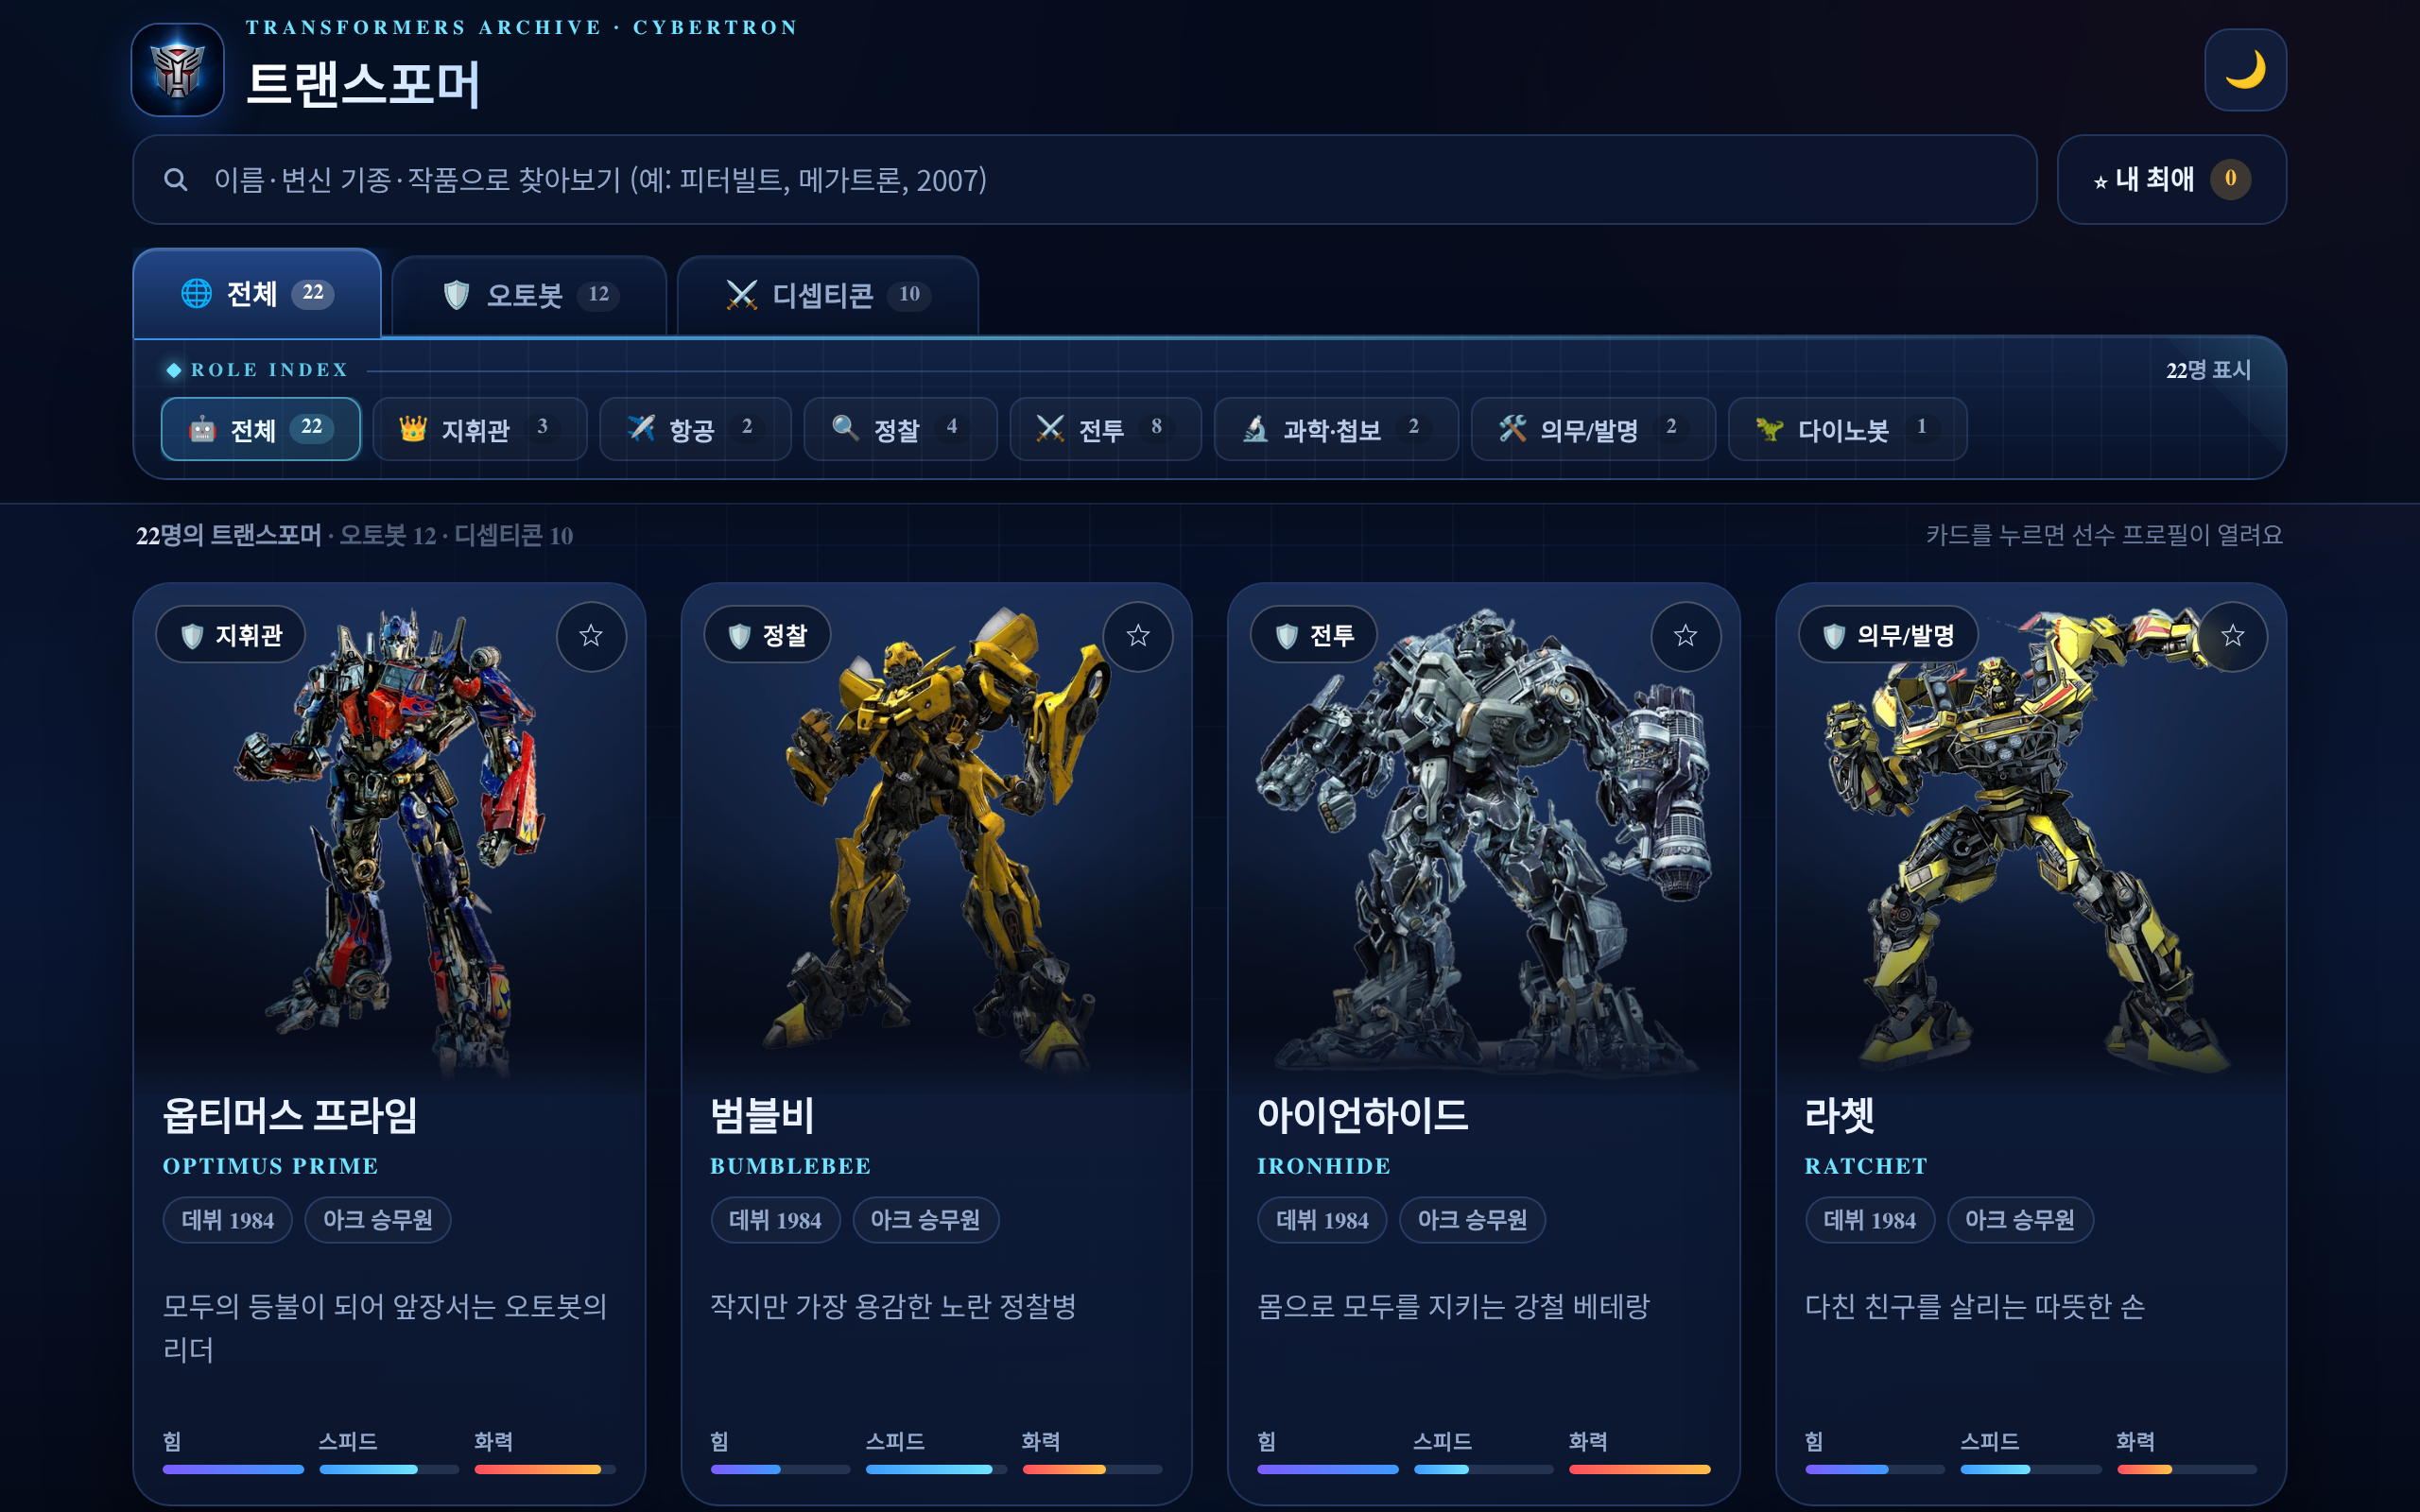 TRANSFORMERS ARCHIVE · CYBERTRON
트랜스포머
이름·변신 기종·작품으로 찾아보기 (예: 피터빌트, 메가트론, 2007)
☆ 내 최애 0
전체 22
오토봇 12
디셉티콘 10
ROLE INDEX
22명 표시
전체 22
지휘관 3
항공 2
정찰 4
전투 8
과학·첩보 2
의무/발명 2
다이노봇 1
22명의 트랜스포머 · 오토봇 12 · 디셉티콘 10
카드를 누르면 선수 프로필이 열려요
지휘관
옵티머스 프라임
OPTIMUS PRIME
데뷔 1984
아크 승무원
모두의 등불이 되어 앞장서는 오토봇의
리더
힘
스피드
화력
정찰
범블비
BUMBLEBEE
데뷔 1984
아크 승무원
작지만 가장 용감한 노란 정찰병
힘
스피드
화력
전투
아이언하이드
IRONHIDE
데뷔 1984
아크 승무원
몸으로 모두를 지키는 강철 베테랑
힘
스피드
화력
의무/발명
라쳇
RATCHET
데뷔 1984
아크 승무원
다친 친구를 살리는 따뜻한 손
힘
스피드
화력